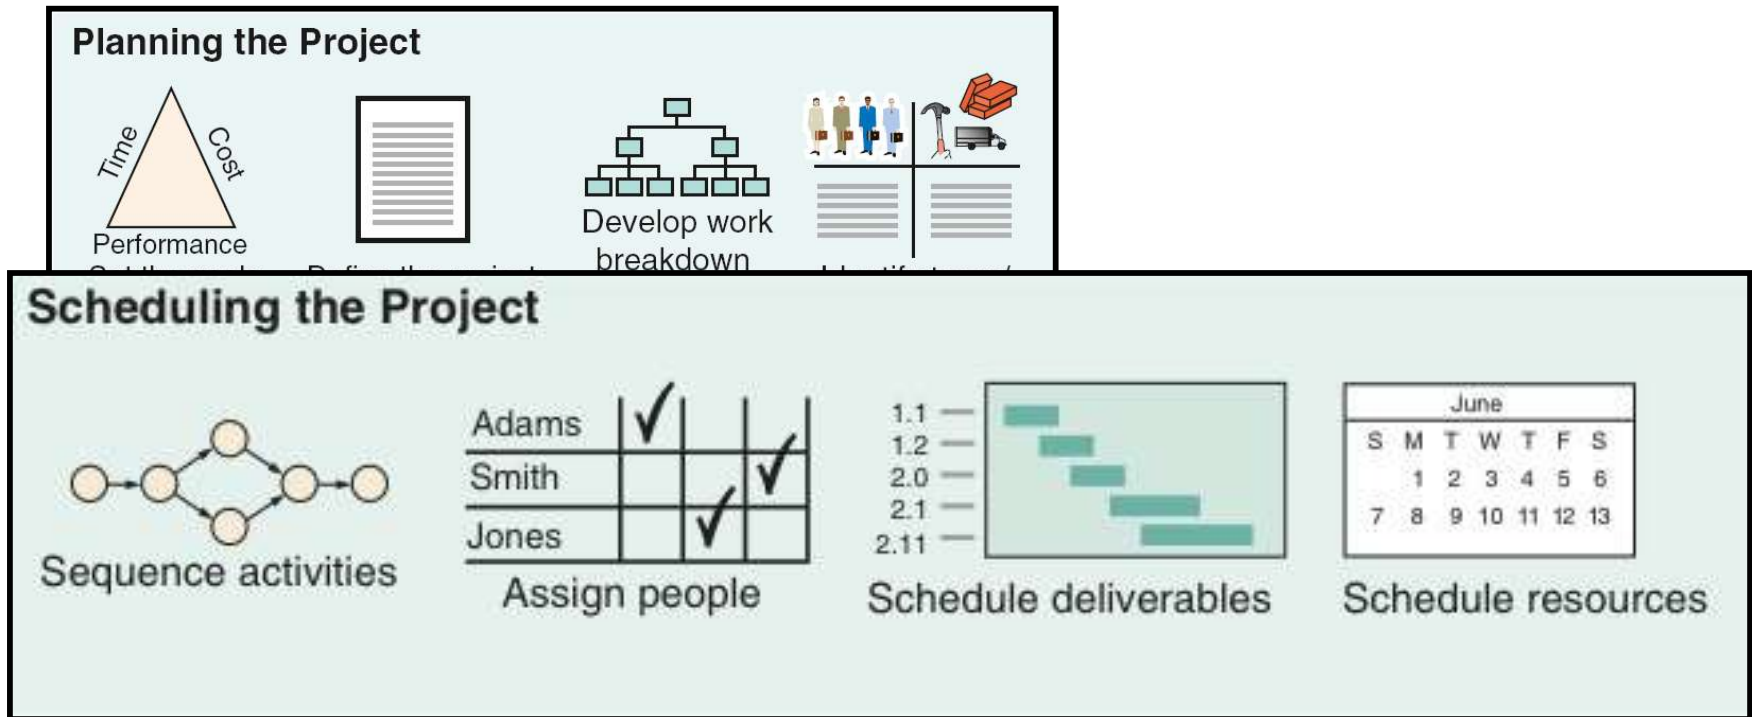 Planning the Project
Time
Cost
Performance
Develop work
breakdown
Scheduling the Project
Adams
Smith
Jones
Sequence activities
Assign people
1.1
1.2
2.0
2.1
2.11
Schedule deliverables
June
S M T W T F S
1 2 3 4 5 6
7 8 9 10 11 12 13
Schedule resources